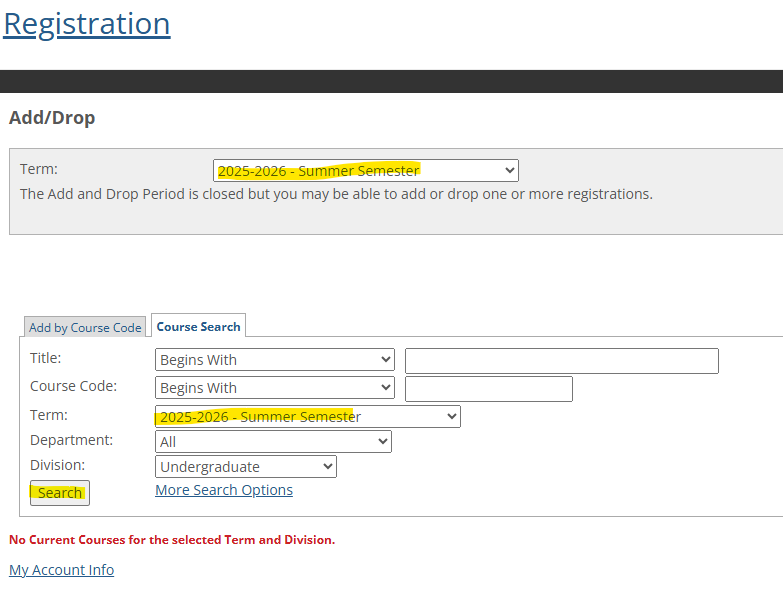 Registration
Add/Drop
Term: 2025-2026 - Summer Semester
The Add and Drop Period is closed but you may be able to add or drop one or more registrations.
Add by Course Code Course Search
Title: Begins With
Course Code: Begins With
Term: 2025-2026 - Summer Semester
Department: All
Division: Undergraduate
Search More Search Options
No Current Courses for the selected Term and Division.
My Account Info